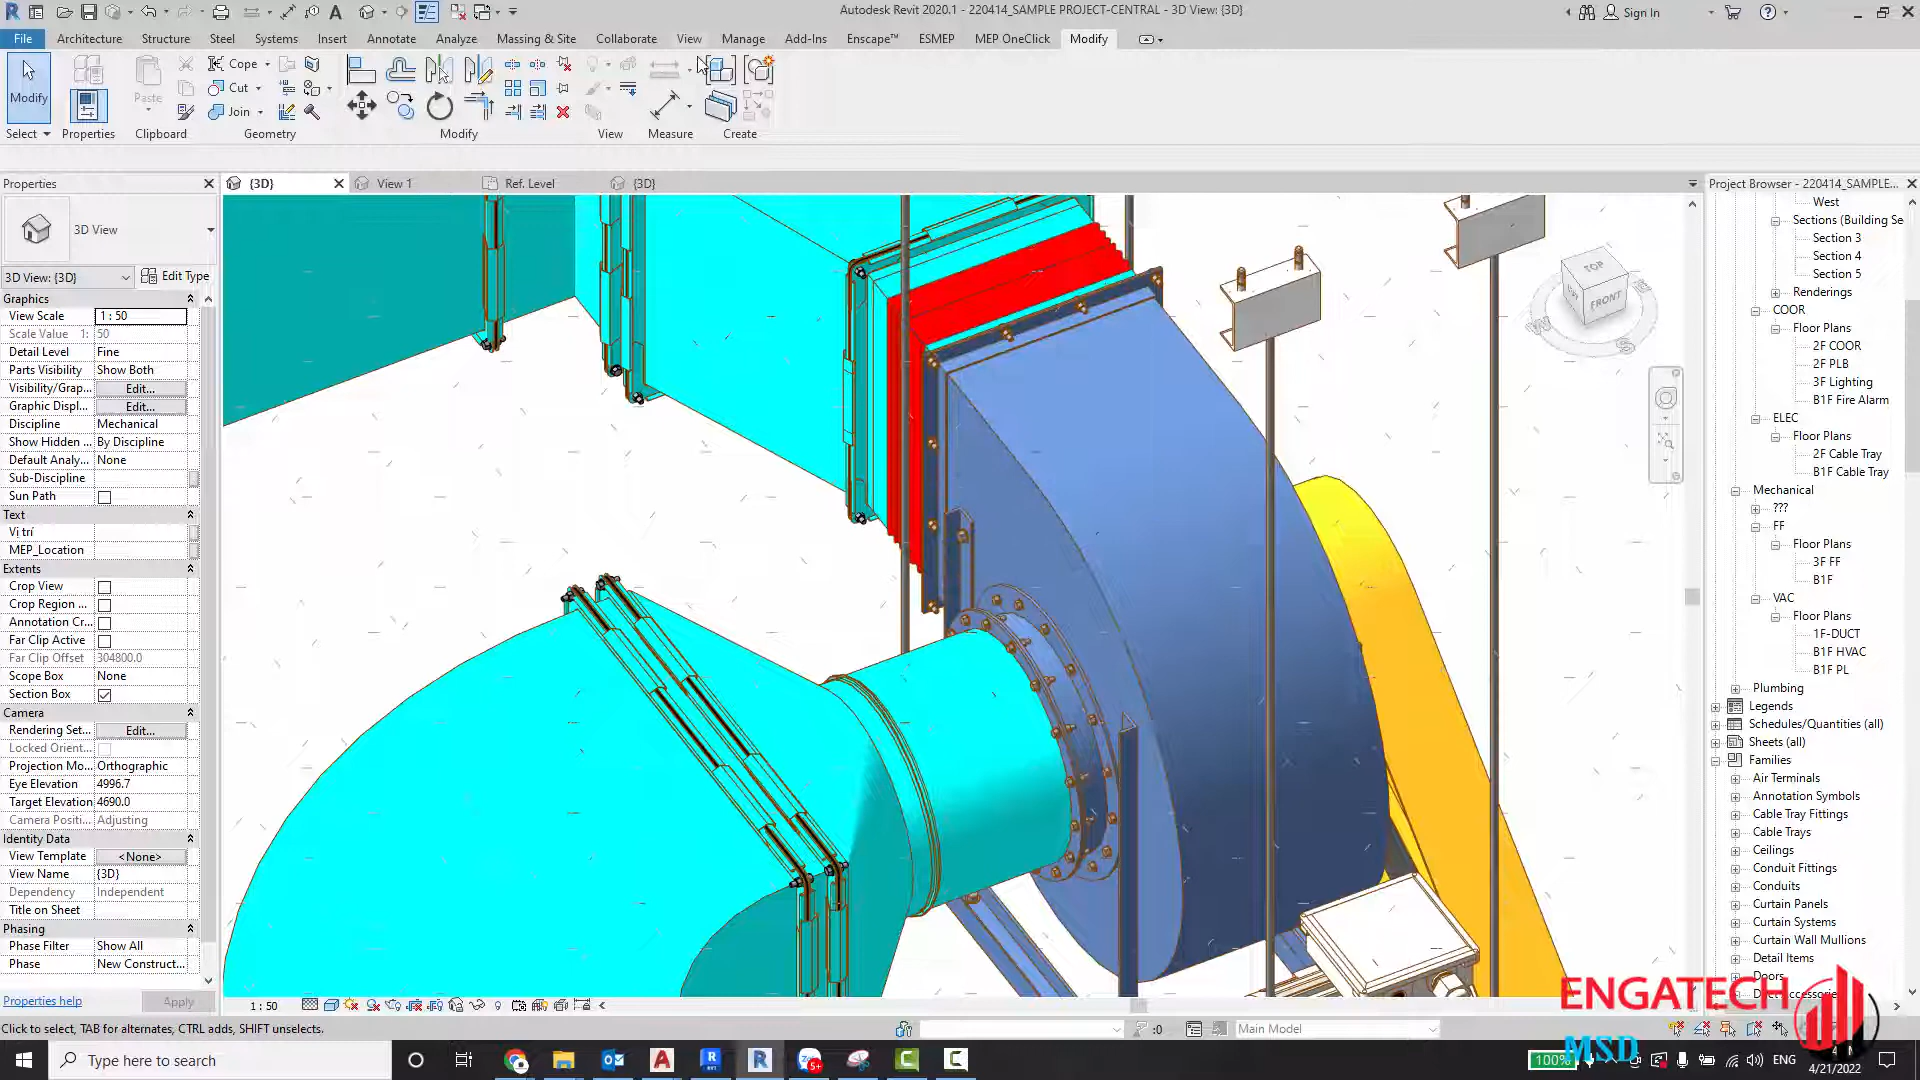 Autodesk Revit 2020.1 - 220414_SAMPLE PROJECT-CENTRAL - 3D View: {3D}
Sign In
File Architecture Structure Steel Systems Insert Annotate Analyze Massing & Site Collaborate View Manage Add-Ins Enscape™ ESMEP MEP OneClick Modify
Modify
Paste
Cope
Cut
Join
Select Properties Clipboard Geometry Modify View Measure Create
Properties
{3D}
View 1
Ref. Level
{3D}
Project Browser - 220414_SAMPLE...
3D View
3D View: {3D}
Edit Type
Graphics
View Scale 1 : 50
Scale Value 1: 50
Detail Level Fine
Parts Visibility Show Both
Visibility/Grap... Edit...
Graphic Displ... Edit...
Discipline Mechanical
Show Hidden ... By Discipline
Default Analy... None
Sub-Discipline
Sun Path
Text
Vị trí
MEP_Location
Extents
Crop View
Crop Region ...
Annotation Cr...
Far Clip Active
Far Clip Offset 304800.0
Scope Box None
Section Box
Camera
Rendering Set... Edit...
Locked Orient...
Projection Mo... Orthographic
Eye Elevation 4996.7
Target Elevation 4690.0
Camera Positi... Adjusting
Identity Data
View Template <None>
View Name {3D}
Dependency Independent
Title on Sheet
Phasing
Phase Filter Show All
Phase New Construct...
Properties help
Apply
TOP
FRONT
West
Sections (Building Se
Section 3
Section 4
Section 5
Renderings
COOR
Floor Plans
2F COOR
2F PLB
3F Lighting
B1F Fire Alarm
ELEC
Floor Plans
2F Cable Tray
B1F Cable Tray
Mechanical
???
FF
Floor Plans
3F FF
B1F
VAC
Floor Plans
1F-DUCT
B1F HVAC
B1F PL
Plumbing
Legends
Schedules/Quantities (all)
Sheets (all)
Families
Air Terminals
Annotation Symbols
Cable Tray Fittings
Cable Trays
Ceilings
Conduit Fittings
Conduits
Curtain Panels
Curtain Systems
Curtain Wall Mullions
Detail Items
Doors
ENGATECH
MSD
1 : 50
Click to select, TAB for alternates, CTRL adds, SHIFT unselects.
:0
Main Model
Type here to search
100%
ENG
4/21/2022